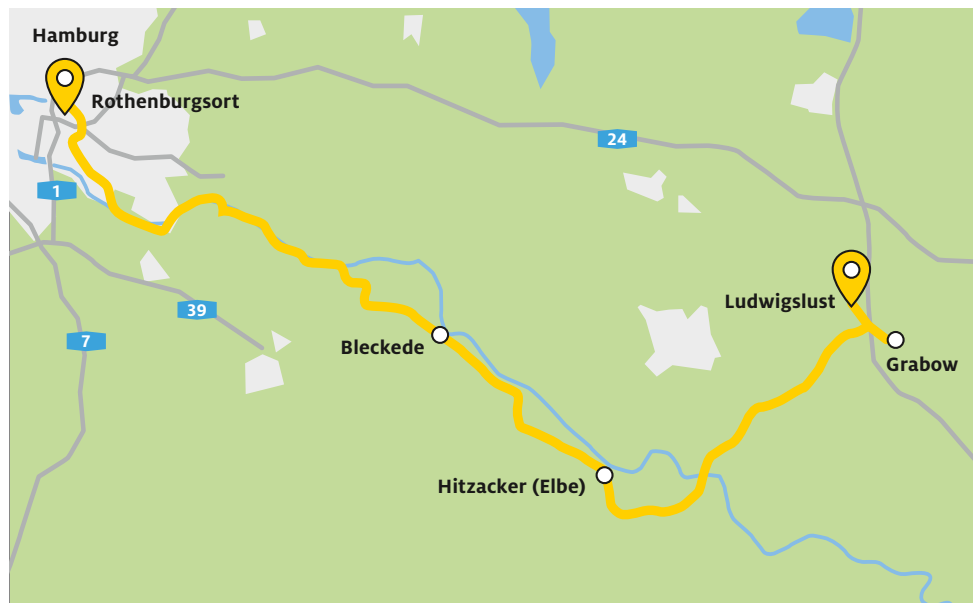 Hamburg
Rothenburgsort
24
1
Ludwigslust
39
7
Bleckede
Grabow
Hitzacker (Elbe)